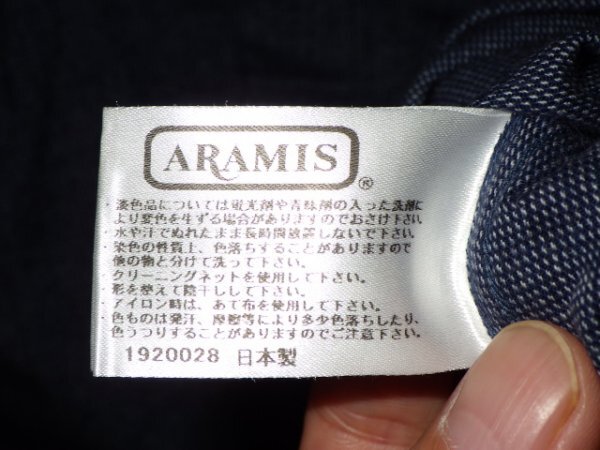 ARAMIS
®
・淡色品については蛍光剤や青味剤の入った洗剤に
より変色を生ずる場合がありますのでおさけ下さい。
・水や汗でぬれたまま長時間放置しないで下さい。
・染色の性質上、色落ちすることがありますので
他の物と分けて洗って下さい。
・クリーニングネットを使用して下さい。
・形を整えて陰干しして下さい。
・アイロン時は、あて布を使用して下さい。
・色ものは発汗、摩擦等により多少色落ちしたり、
色うつりすることがありますのでご注意下さい。
1920028 日本製